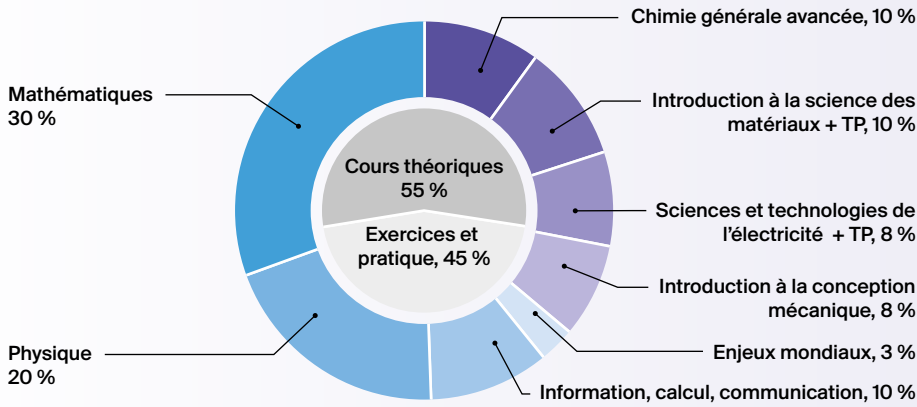 Chimie générale avancée, 10 %
Mathématiques
30 %
Introduction à la science des
matériaux + TP, 10 %
Cours théoriques
55 %
Sciences et technologies de
l'électricité + TP, 8 %
Exercices et
pratique, 45 %
Introduction à la conception
mécanique, 8 %
Physique
20 %
Enjeux mondiaux, 3 %
Information, calcul, communication, 10 %